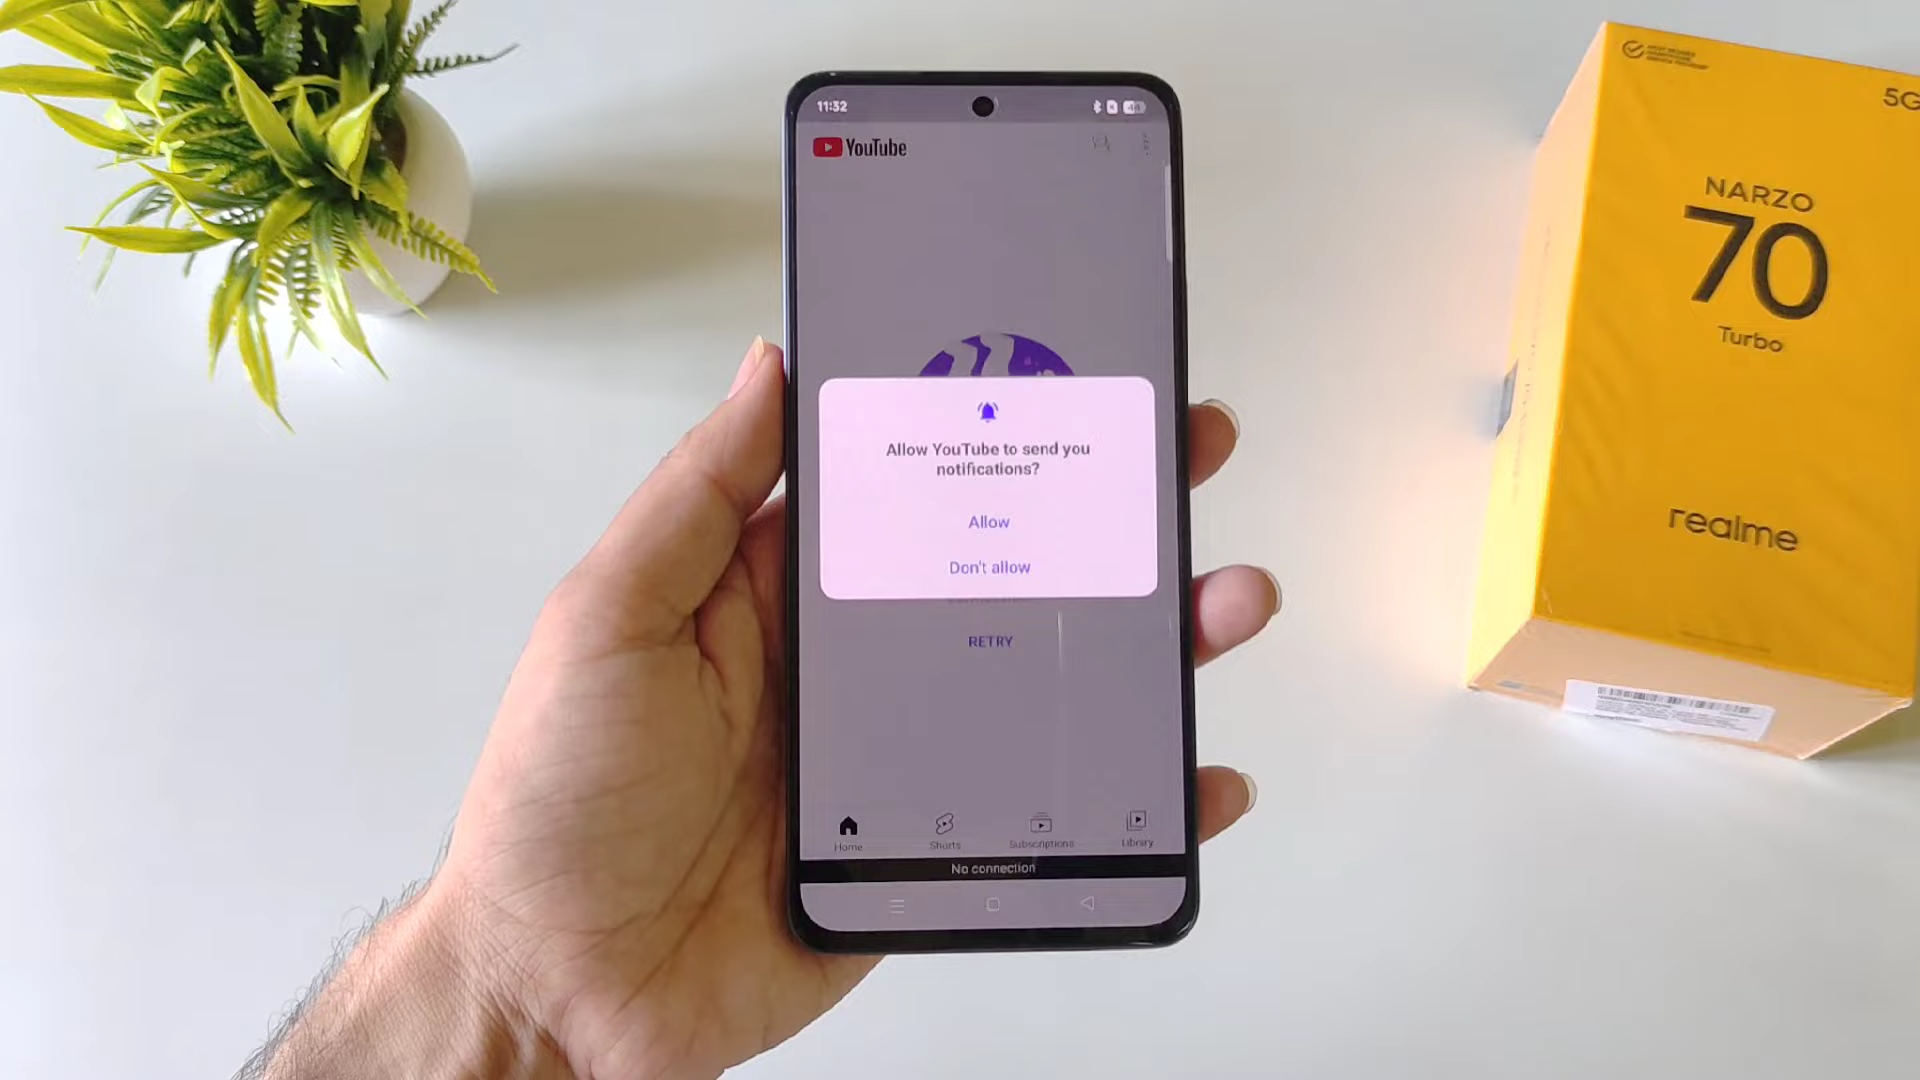 11:32
YouTube
Allow YouTube to send you
notifications?
Allow
Don't allow
RETRY
Home
Shorts
Subscriptions
Library
No connection
5G
NARZO
70
Turbo
realme